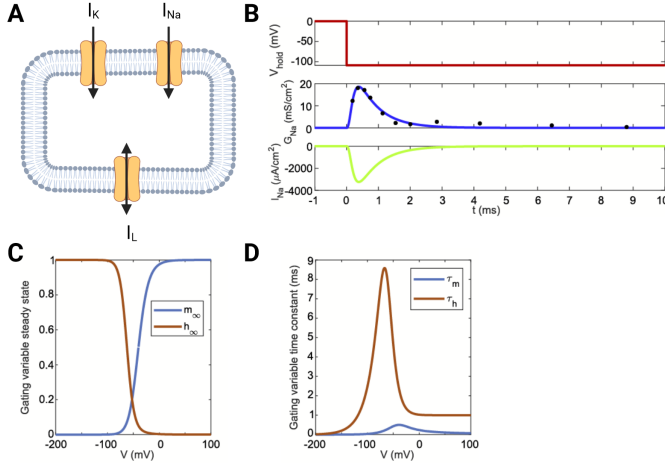 A
I_K
I_Na
I_L
B
V_hold
(mV)
0
-50
-100
G_Na (mS/cm²)
20
10
0
I_Na
(μA/cm²)
0
-2000
-4000
-1 0 1 2 3 4 5 6 7 8 9 10
t (ms)
C
Gating variable steady state
1
0.8
0.6
0.4
0.2
0
m_∞
h_∞
-200 -100 0 100
V (mV)
D
Gating variable time constant (ms)
9
8
7
6
5
4
3
2
1
0
τ_m
τ_h
-200 -100 0 100
V (mV)